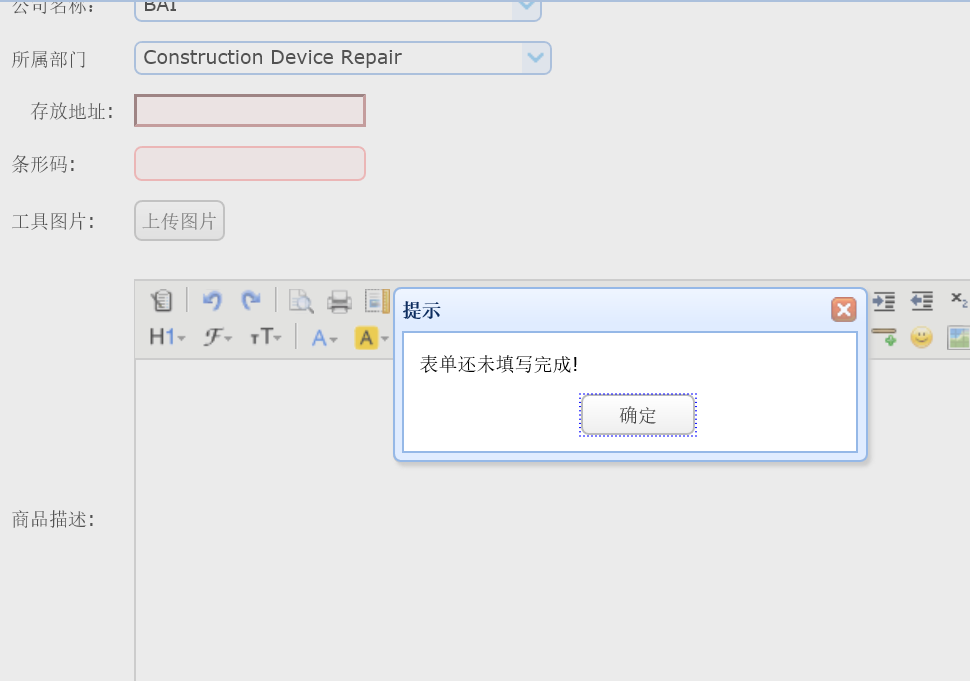 公司名称:
BAI
所属部门
Construction Device Repair
存放地址:
条形码:
工具图片:
上传图片
提示
表单还未填写完成!
确定
商品描述: